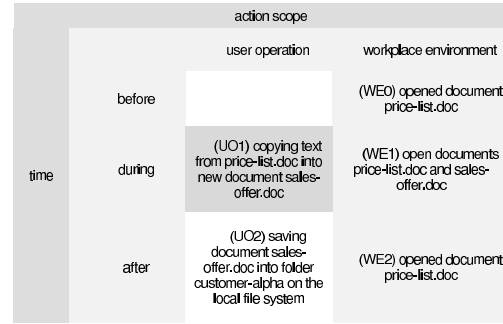 action scope
user operation
workplace environment
before
(WE0) opened document
price-list.doc
time
during
(UO1) copying text
from price-list.doc into
new document sales-
offer.doc
(WE1) open documents
price-list.doc and sales-
offer.doc
after
(UO2) saving
document sales-
offer.doc into folder
customer-alpha on the
local file system
(WE2) opened document
price-list.doc